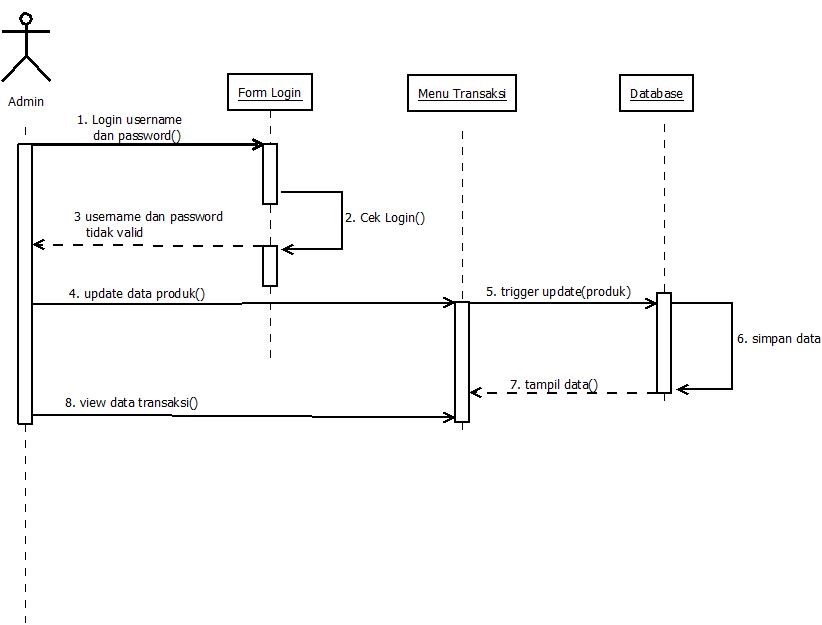 Admin
Form Login
Menu Transaksi
Database
1. Login username
dan password()
2. Cek Login()
3 username dan password
tidak valid
4. update data produk()
5. trigger update(produk)
6. simpan data
7. tampil data()
8. view data transaksi()